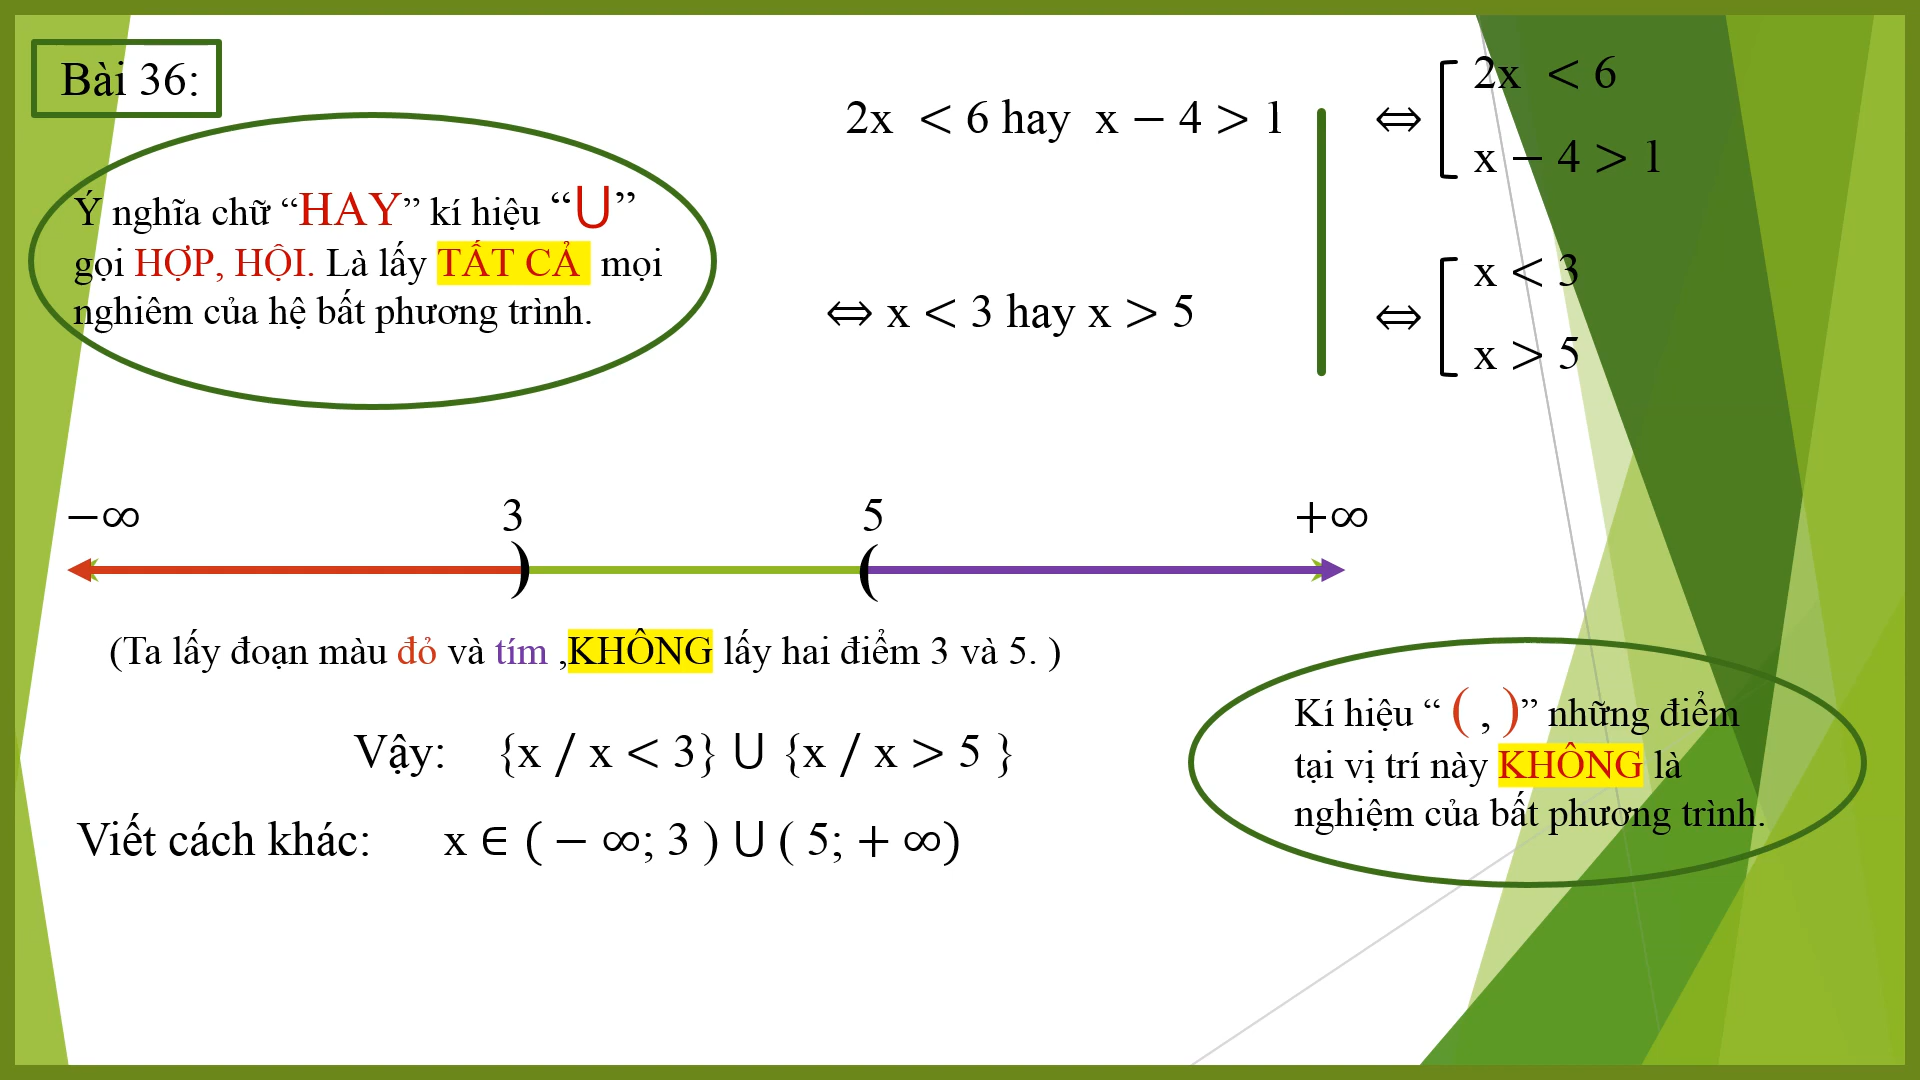 Bài 36:
2x < 6 hay x − 4 > 1
⇔ [ 2x < 6
x − 4 > 1
Ý nghĩa chữ “HAY” kí hiệu “⋃”
gọi HỢP, HỘI. Là lấy TẤT CẢ mọi
nghiêm của hệ bất phương trình.
⇔ x < 3 hay x > 5
⇔ [ x < 3
x > 5
−∞ 3 5 +∞
) (
(Ta lấy đoạn màu đỏ và tím ,KHÔNG lấy hai điểm 3 và 5. )
Vậy: {x / x < 3} ⋃ {x / x > 5 }
Viết cách khác: x ∈ ( − ∞; 3 ) ⋃ ( 5; + ∞)
Kí hiệu “ ( , )” những điểm
tại vị trí này KHÔNG là
nghiệm của bất phương trình.